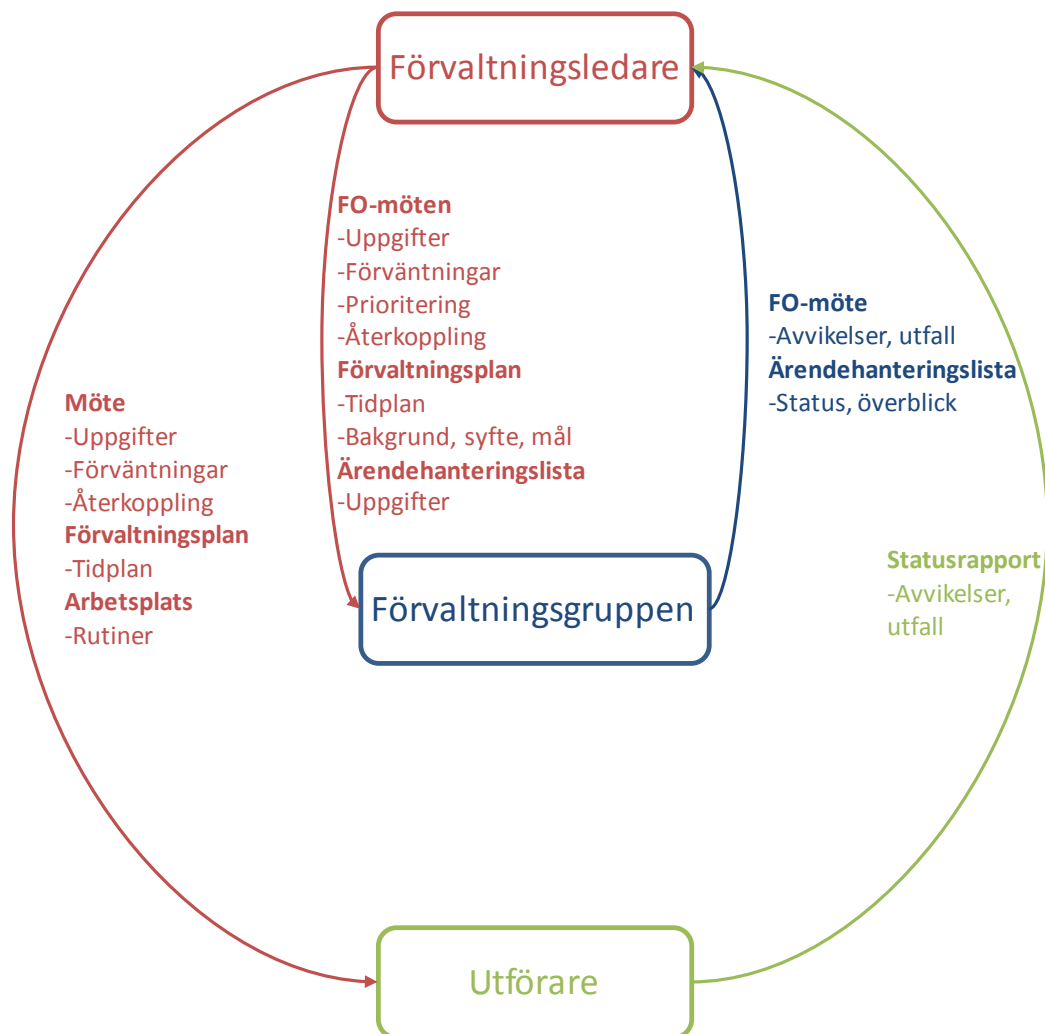 Förvaltningsledare
FO-möten
-Uppgifter
-Förväntningar
-Prioritering
-Återkoppling
Förvaltningsplan
-Tidplan
-Bakgrund, syfte, mål
Ärendehanteringslista
-Uppgifter
FO-möte
-Avvikelser, utfall
Ärendehanteringslista
-Status, överblick
Möte
-Uppgifter
-Förväntningar
-Återkoppling
Förvaltningsplan
-Tidplan
Arbetsplats
-Rutiner
Statusrapport
-Avvikelser,
utfall
Förvaltningsgruppen
Utförare